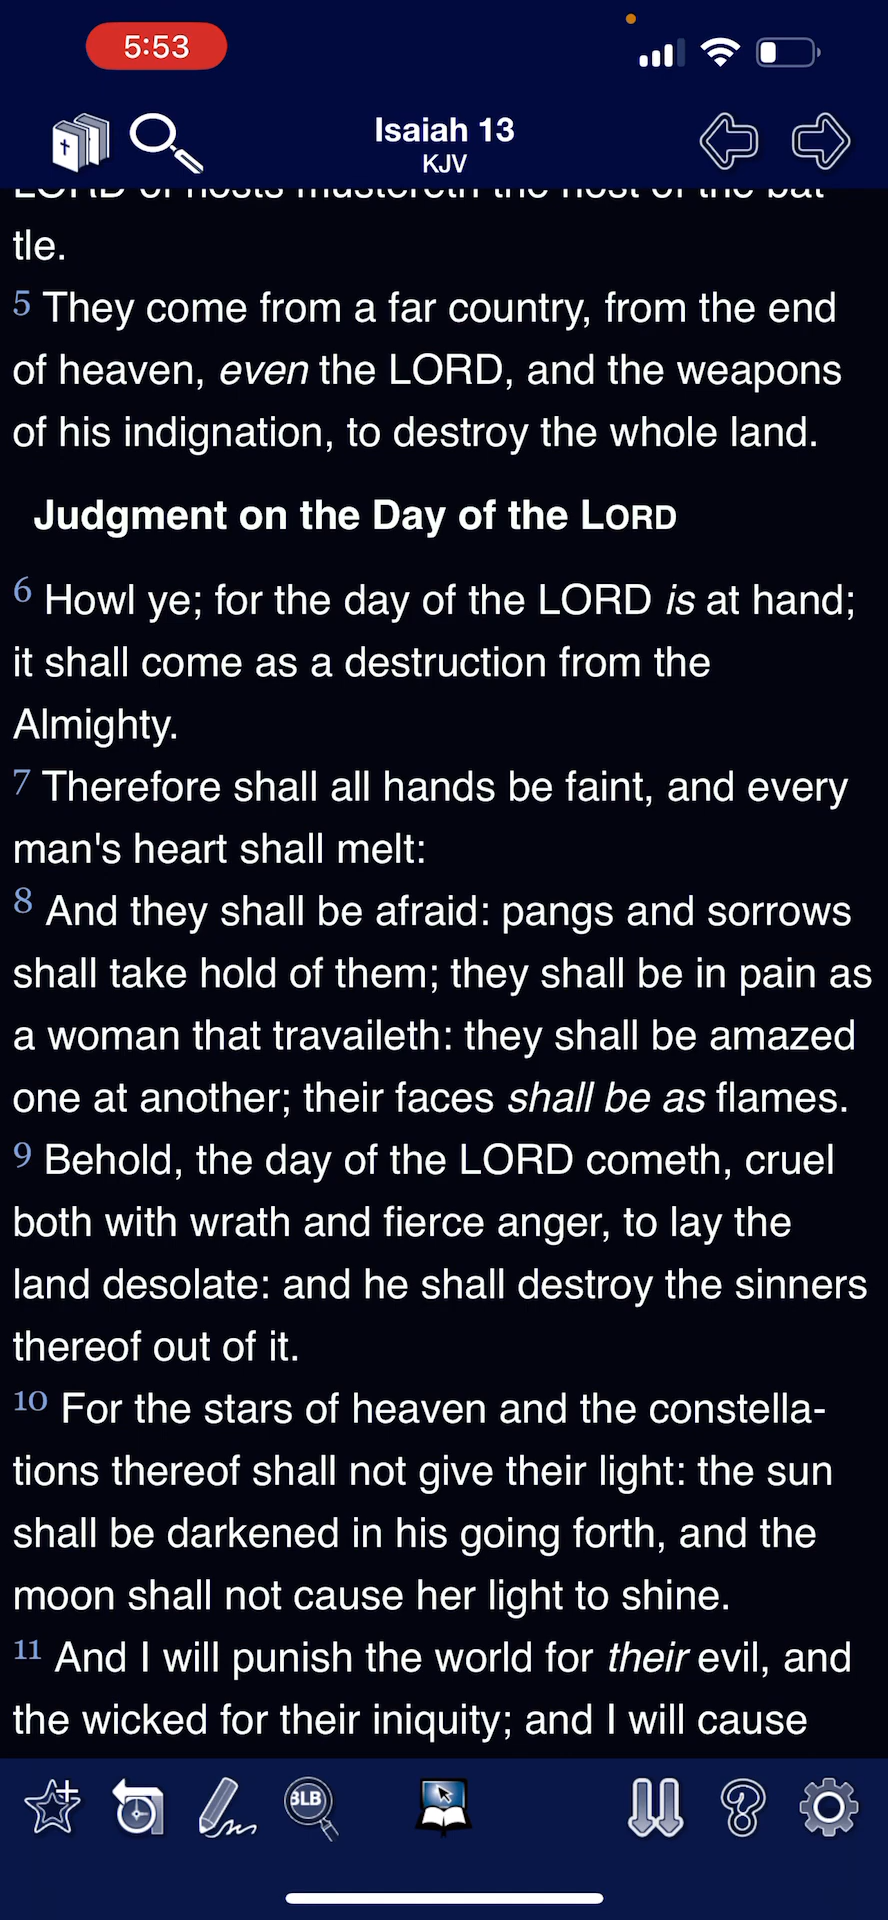 5:53
Isaiah 13
KJV
LORD of hosts mustereth the host of the bat
tle.
5 They come from a far country, from the end
of heaven, even the LORD, and the weapons
of his indignation, to destroy the whole land.
Judgment on the Day of the LORD
6 Howl ye; for the day of the LORD is at hand;
it shall come as a destruction from the
Almighty.
7 Therefore shall all hands be faint, and every
man's heart shall melt:
8 And they shall be afraid: pangs and sorrows
shall take hold of them; they shall be in pain as
a woman that travaileth: they shall be amazed
one at another; their faces shall be as flames.
9 Behold, the day of the LORD cometh, cruel
both with wrath and fierce anger, to lay the
land desolate: and he shall destroy the sinners
thereof out of it.
10 For the stars of heaven and the constella-
tions thereof shall not give their light: the sun
shall be darkened in his going forth, and the
moon shall not cause her light to shine.
11 And I will punish the world for their evil, and
the wicked for their iniquity; and I will cause
BLB